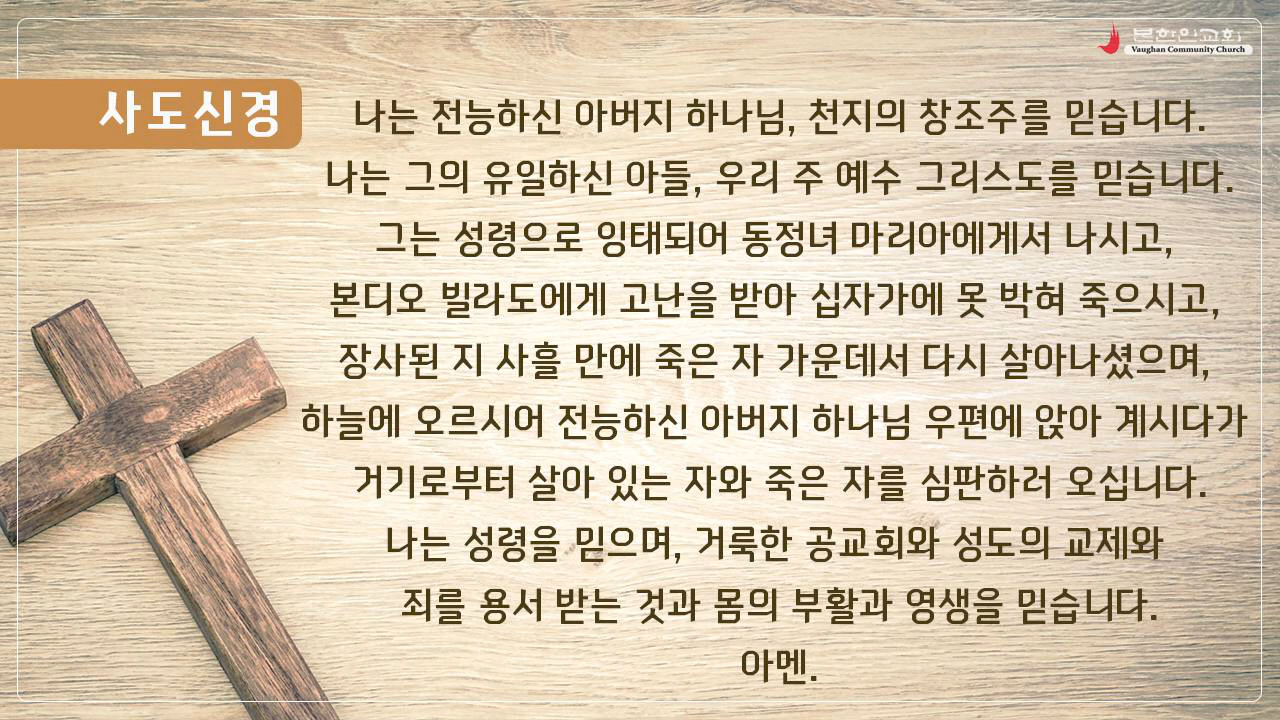 본한인교회
Vaughan Community Church
사도신경
나는 전능하신 아버지 하나님, 천지의 창조주를 믿습니다.
나는 그의 유일하신 아들, 우리 주 예수 그리스도를 믿습니다.
그는 성령으로 잉태되어 동정녀 마리아에게서 나시고,
본디오 빌라도에게 고난을 받아 십자가에 못 박혀 죽으시고,
장사된 지 사흘 만에 죽은 자 가운데서 다시 살아나셨으며,
하늘에 오르시어 전능하신 아버지 하나님 우편에 앉아 계시다가
거기로부터 살아 있는 자와 죽은 자를 심판하러 오십니다.
나는 성령을 믿으며, 거룩한 공교회와 성도의 교제와
죄를 용서 받는 것과 몸의 부활과 영생을 믿습니다.
아멘.